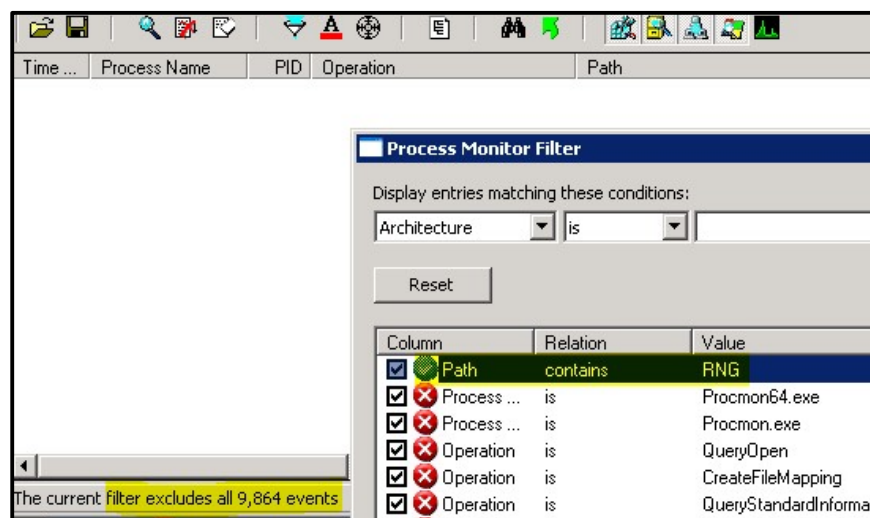 Time ... Process Name PID Operation Path
Process Monitor Filter
Display entries matching these conditions:
Architecture is
Reset
Column Relation Value
Path contains RNG
Process ... is Procmon64.exe
Process ... is Procmon.exe
Operation is QueryOpen
Operation is CreateFileMapping
Operation is QueryStandardInforma
The current filter excludes all 9,864 events